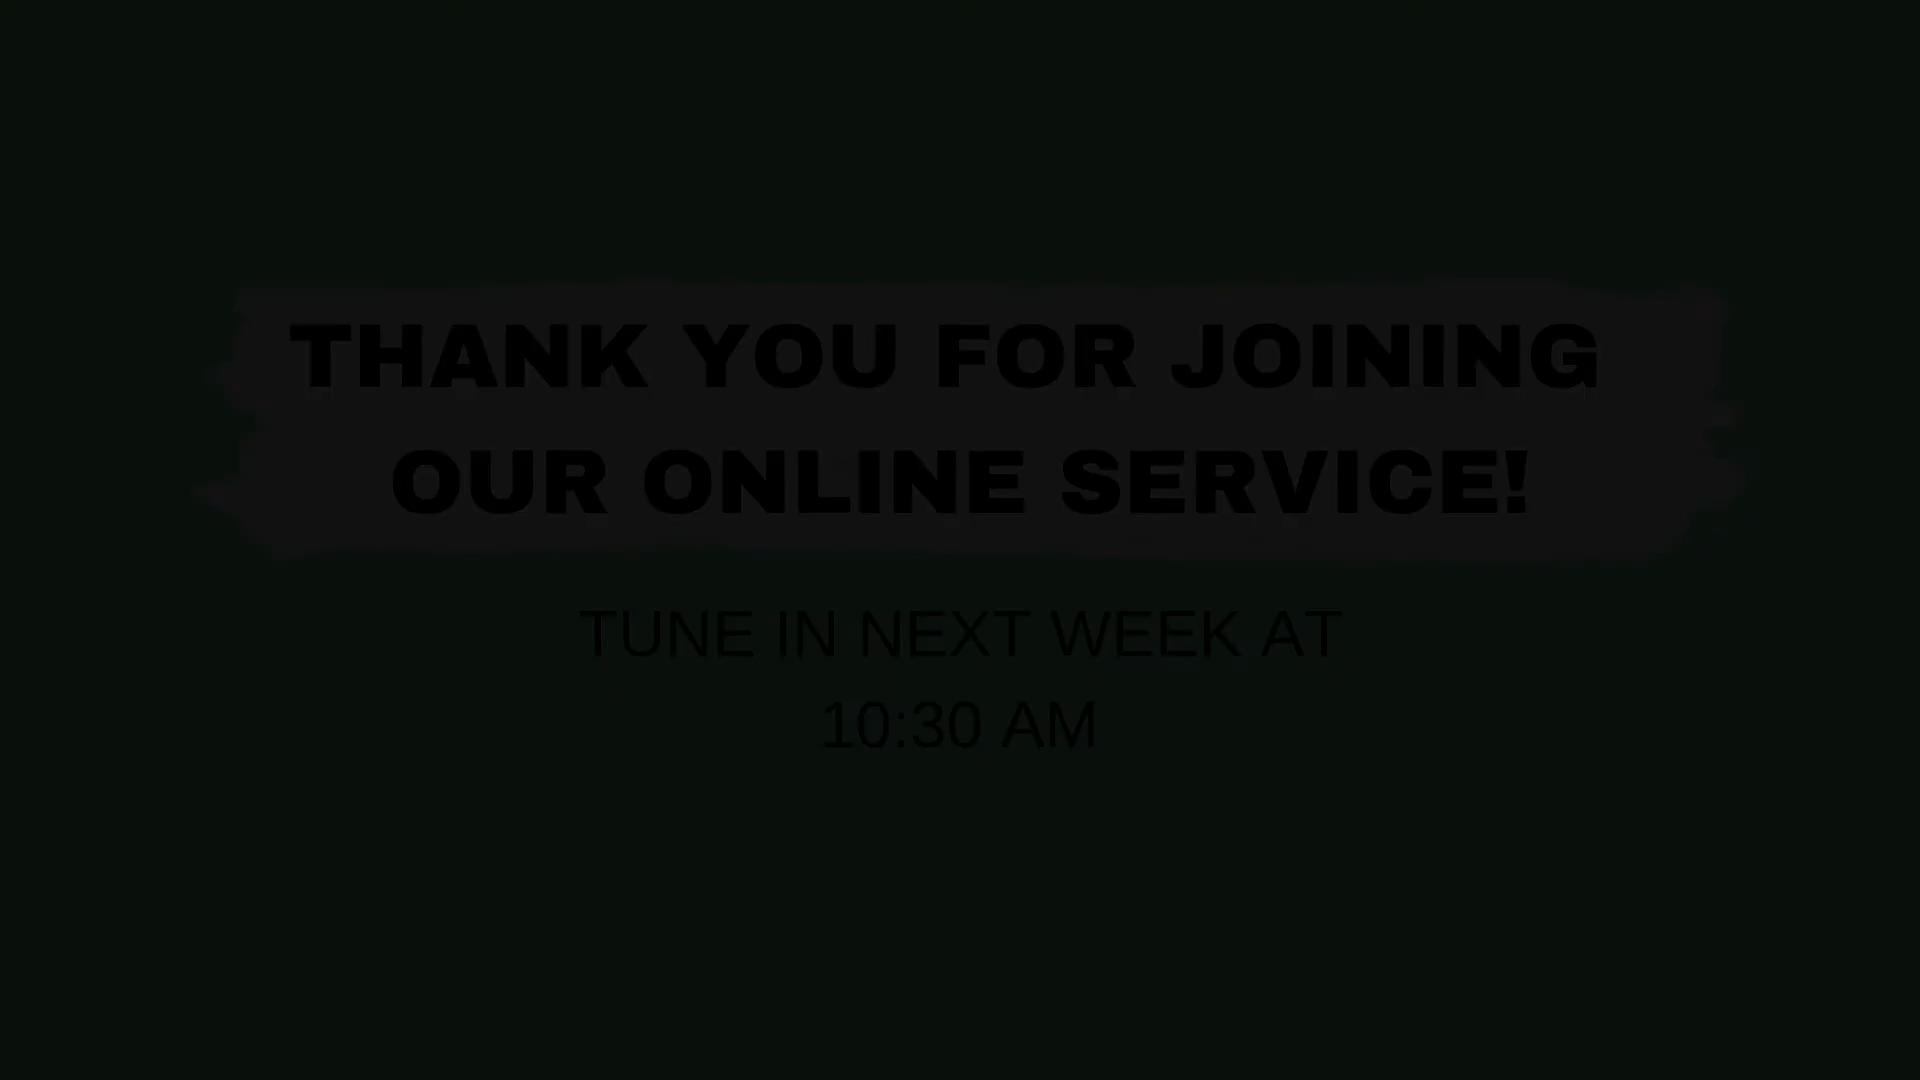 THANK YOU FOR JOINING
OUR ONLINE SERVICE!
TUNE IN NEXT WEEK AT
10:30 AM